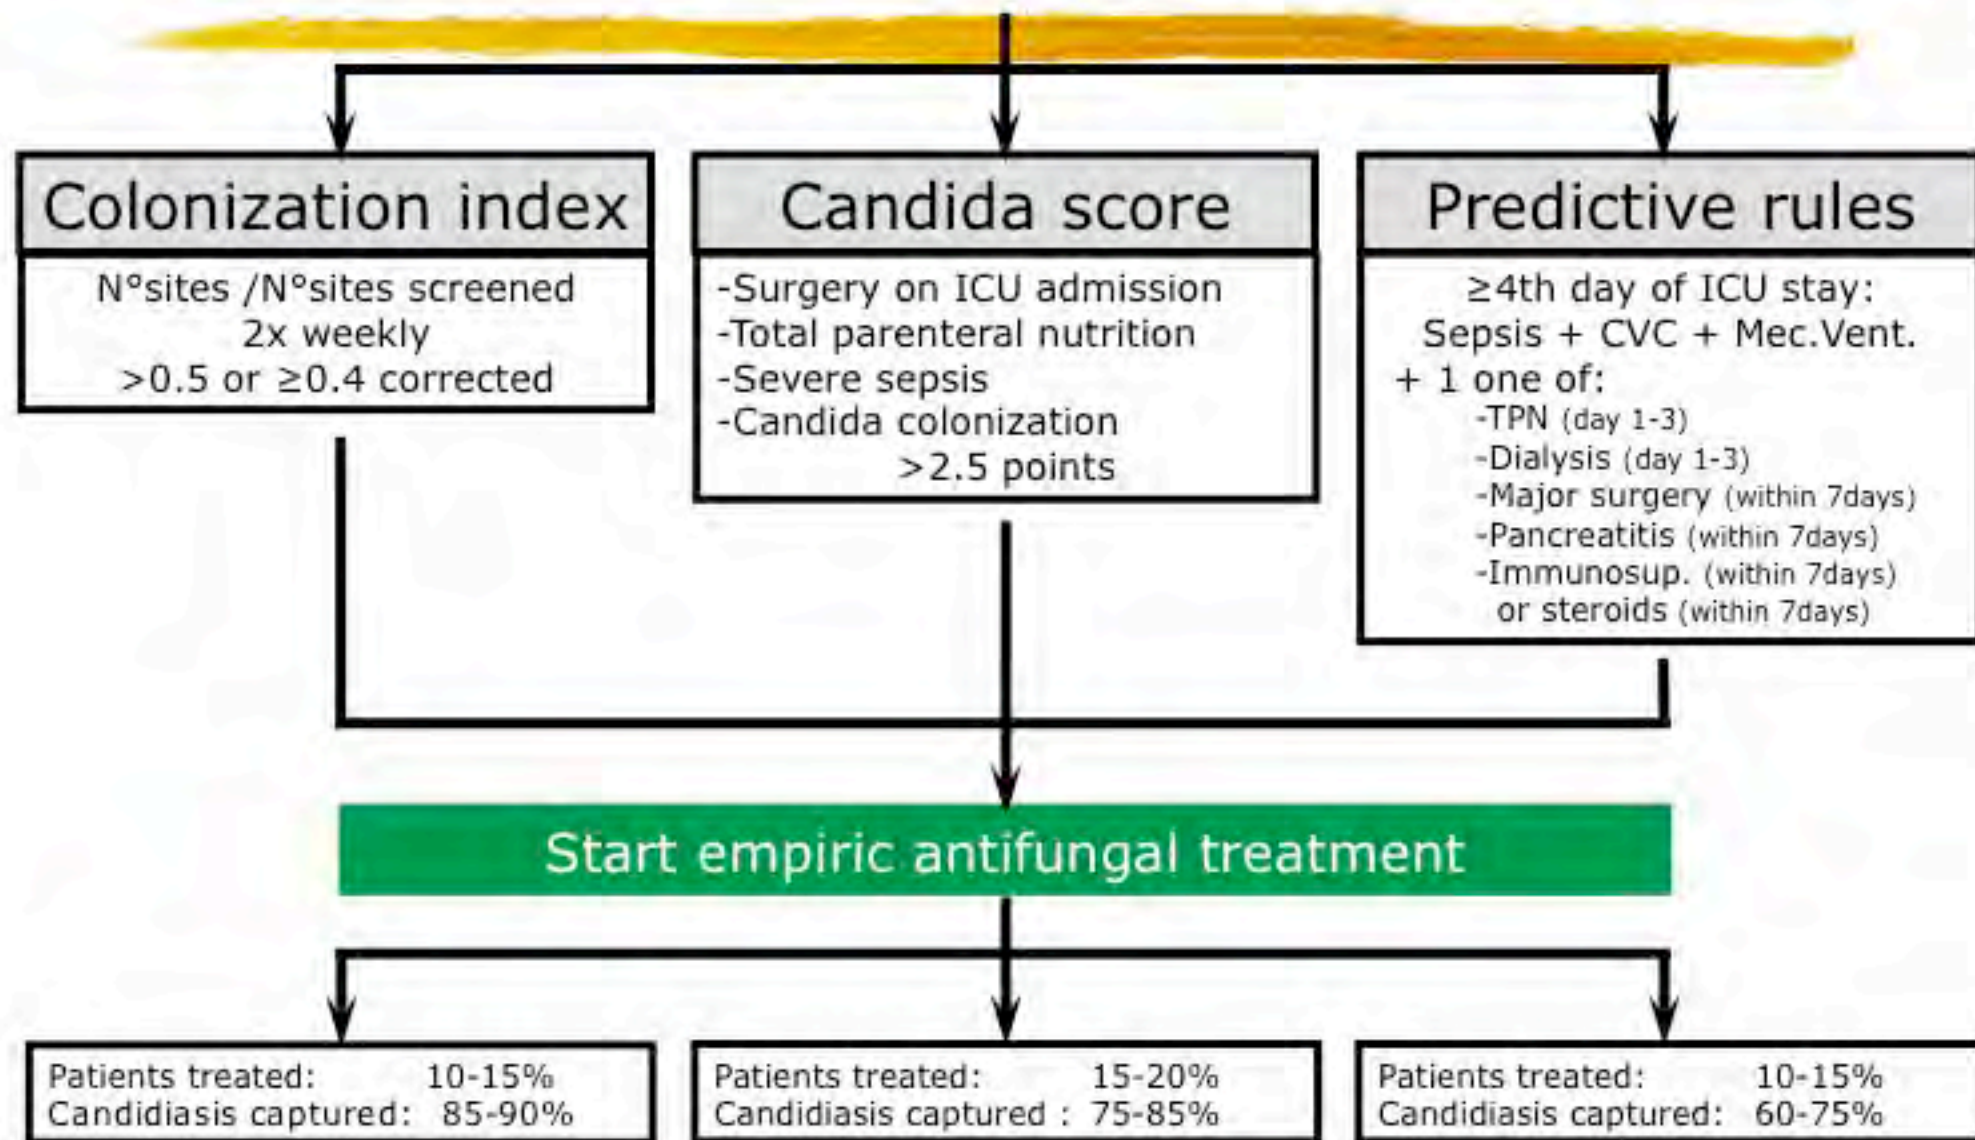 Colonization index
N°sites /N°sites screened
2x weekly
>0.5 or ≥0.4 corrected
Candida score
-Surgery on ICU admission
-Total parenteral nutrition
-Severe sepsis
-Candida colonization
>2.5 points
Predictive rules
≥4th day of ICU stay:
Sepsis + CVC + Mec.Vent.
+ 1 one of:
-TPN (day 1-3)
-Dialysis (day 1-3)
-Major surgery (within 7days)
-Pancreatitis (within 7days)
-Immunosup. (within 7days)
or steroids (within 7days)
Start empiric antifungal treatment
Patients treated: 10-15%
Candidiasis captured: 85-90%
Patients treated: 15-20%
Candidiasis captured : 75-85%
Patients treated: 10-15%
Candidiasis captured: 60-75%